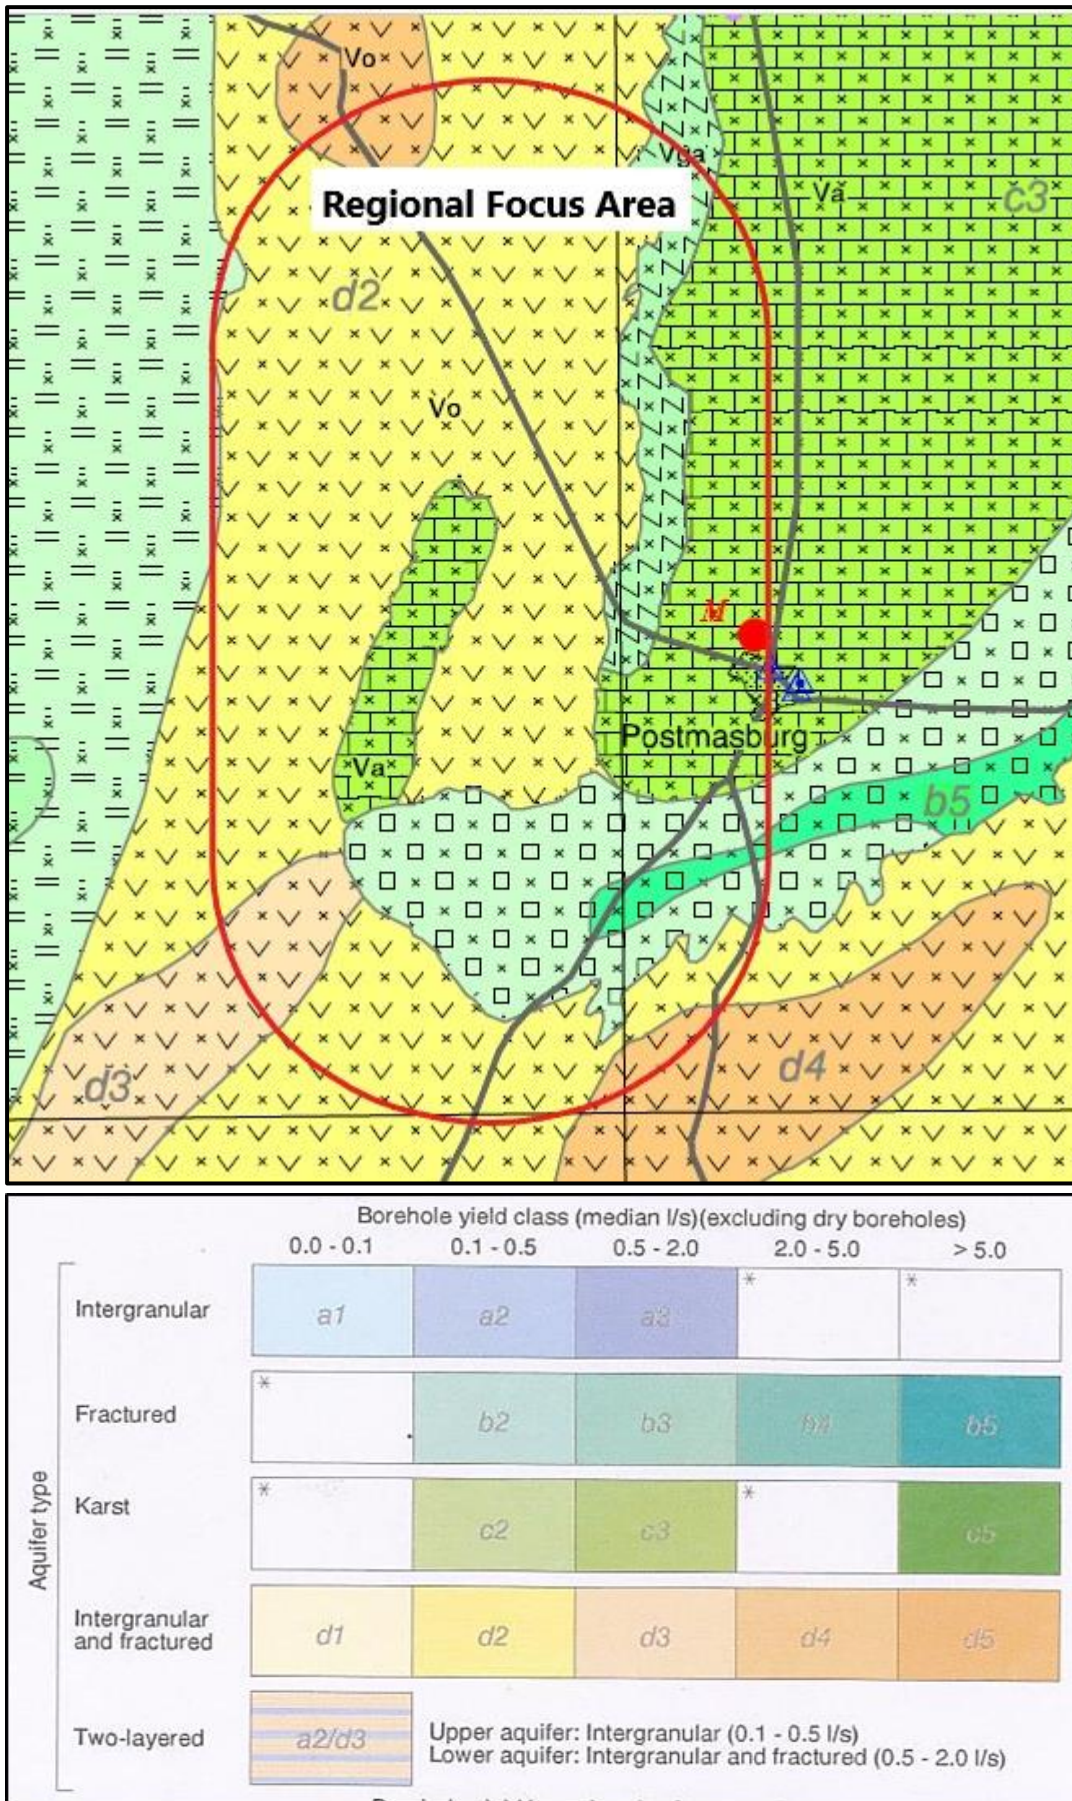 Vo
Vga
Va
c3
Regional Focus Area
d2
Vo
M
Postmasburg
Va
b5
d3
d4
Borehole yield class (median l/s)(excluding dry boreholes)
0.0 - 0.1 0.1 - 0.5 0.5 - 2.0 2.0 - 5.0 > 5.0
Aquifer type
Intergranular a1 a2 a3 * *
Fractured * b2 b3 b4 b5
Karst * c2 c3 * c5
Intergranular
and fractured d1 d2 d3 d4 d5
Two-layered a2/d3 Upper aquifer: Intergranular (0.1 - 0.5 l/s)
Lower aquifer: Intergranular and fractured (0.5 - 2.0 l/s)